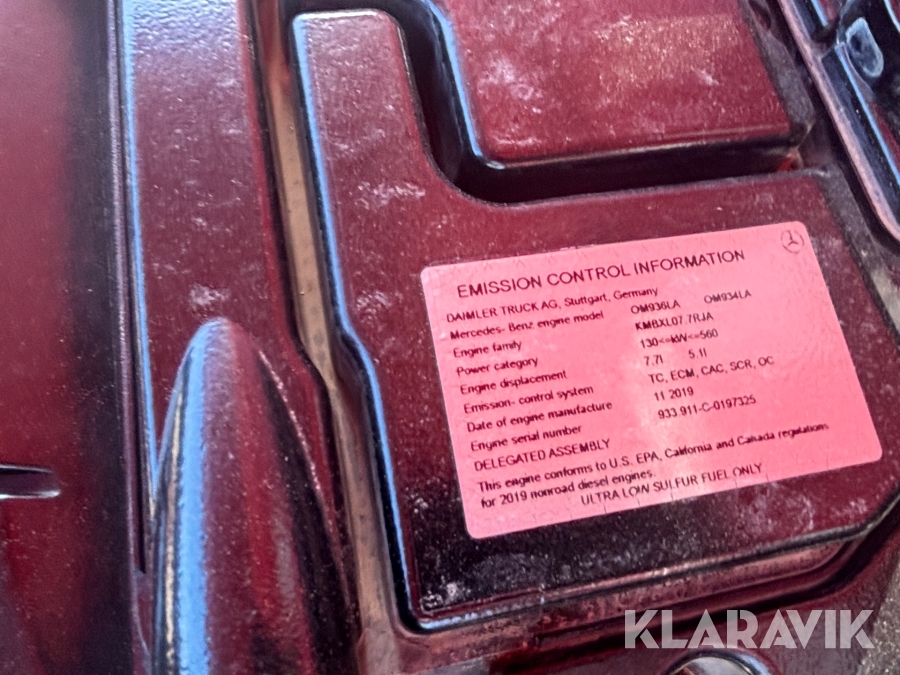 EMISSION CONTROL INFORMATION
DAIMLER TRUCK AG, Stuttgart, Germany
Mercedes- Benz engine model OM936LA OM934LA
Engine family KMBXL07.7RJA
Power category 130<=kW<=560
Engine displacement 7.7l 5.1l
Emission- control system TC, ECM, CAC, SCR, OC
Date of engine manufacture 11 2019
Engine serial number 933.911-C-0197325
DELEGATED ASSEMBLY
This engine conforms to U.S. EPA, California and Canada regulations
for 2019 nonroad diesel engines.
ULTRA LOW SULFUR FUEL ONLY
KLARAVIK